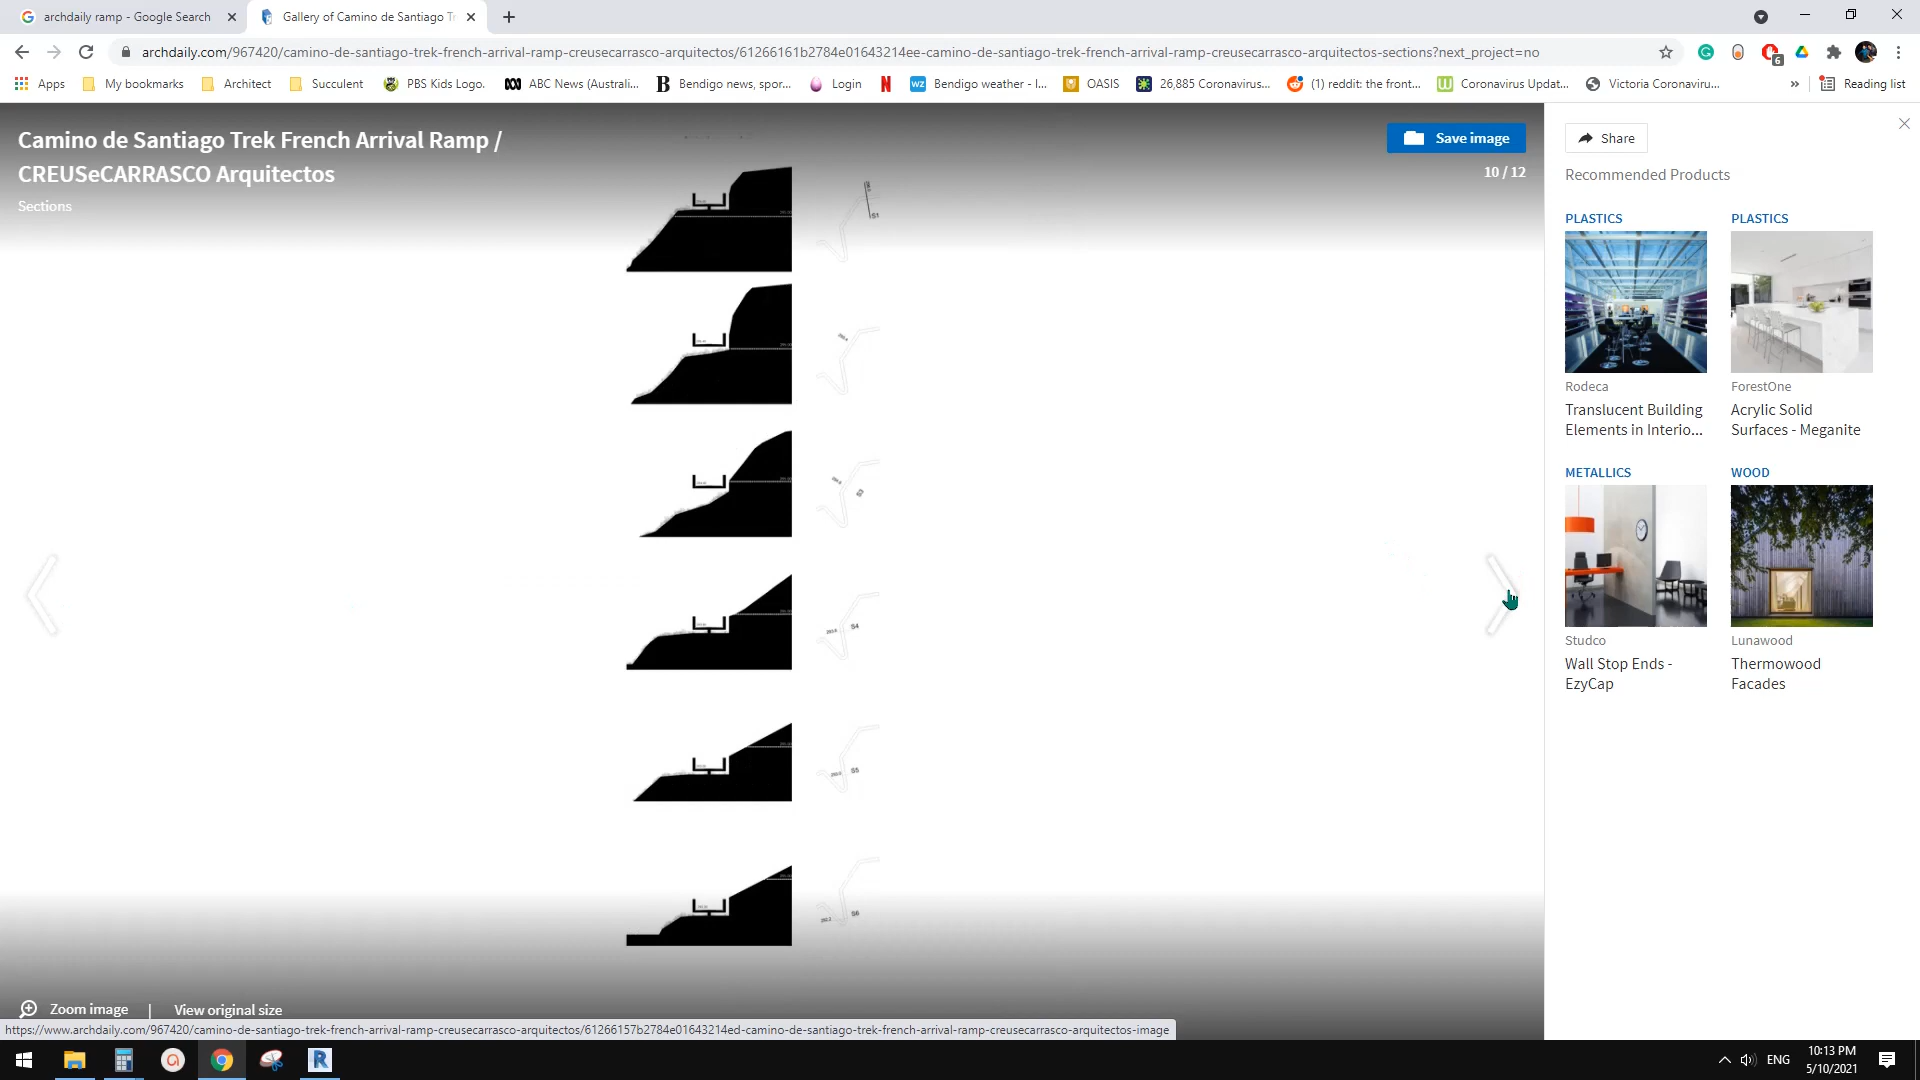 archdaily ramp - Google Search
Gallery of Camino de Santiago Tr
archdaily.com/967420/camino-de-santiago-trek-french-arrival-ramp-creusecarrasco-arquitectos/61266161b2784e01643214ee-camino-de-santiago-trek-french-arrival-ramp-creusecarrasco-arquitectos-sections?next_project=no
6
Apps
My bookmarks
Architect
Succulent
PBS Kids Logo.
ABC News (Australi...
Bendigo news, spor...
Login
Bendigo weather - l...
OASIS
26,885 Coronavirus...
(1) reddit: the front...
Coronavirus Updat...
Victoria Coronaviru...
»
Reading list
Camino de Santiago Trek French Arrival Ramp /
CREUSeCARRASCO Arquitectos
Sections
Save image
10 / 12
S1
S3
S4
S5
S6
Share
Recommended Products
PLASTICS
Rodeca
Translucent Building
Elements in Interio...
PLASTICS
ForestOne
Acrylic Solid
Surfaces - Meganite
METALLICS
Studco
Wall Stop Ends -
EzyCap
WOOD
Lunawood
Thermowood
Facades
Zoom image | View original size
https://www.archdaily.com/967420/camino-de-santiago-trek-french-arrival-ramp-creusecarrasco-arquitectos/61266157b2784e01643214ed-camino-de-santiago-trek-french-arrival-ramp-creusecarrasco-arquitectos-image
ENG
10:13 PM
5/10/2021